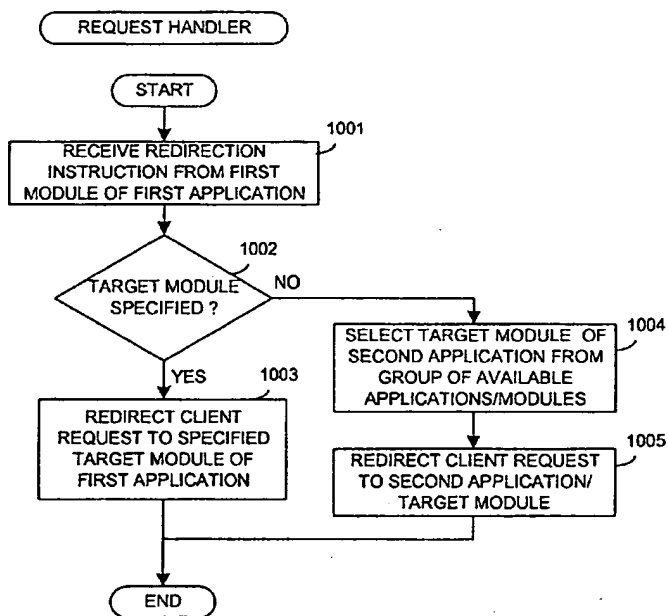 REQUEST HANDLER
START
1001
RECEIVE REDIRECTION
INSTRUCTION FROM FIRST
MODULE OF FIRST APPLICATION
1002
TARGET MODULE
SPECIFIED ?
NO
YES
1003
REDIRECT CLIENT
REQUEST TO SPECIFIED
TARGET MODULE OF
FIRST APPLICATION
1004
SELECT TARGET MODULE OF
SECOND APPLICATION FROM
GROUP OF AVAILABLE
APPLICATIONS/MODULES
1005
REDIRECT CLIENT REQUEST
TO SECOND APPLICATION/
TARGET MODULE
END